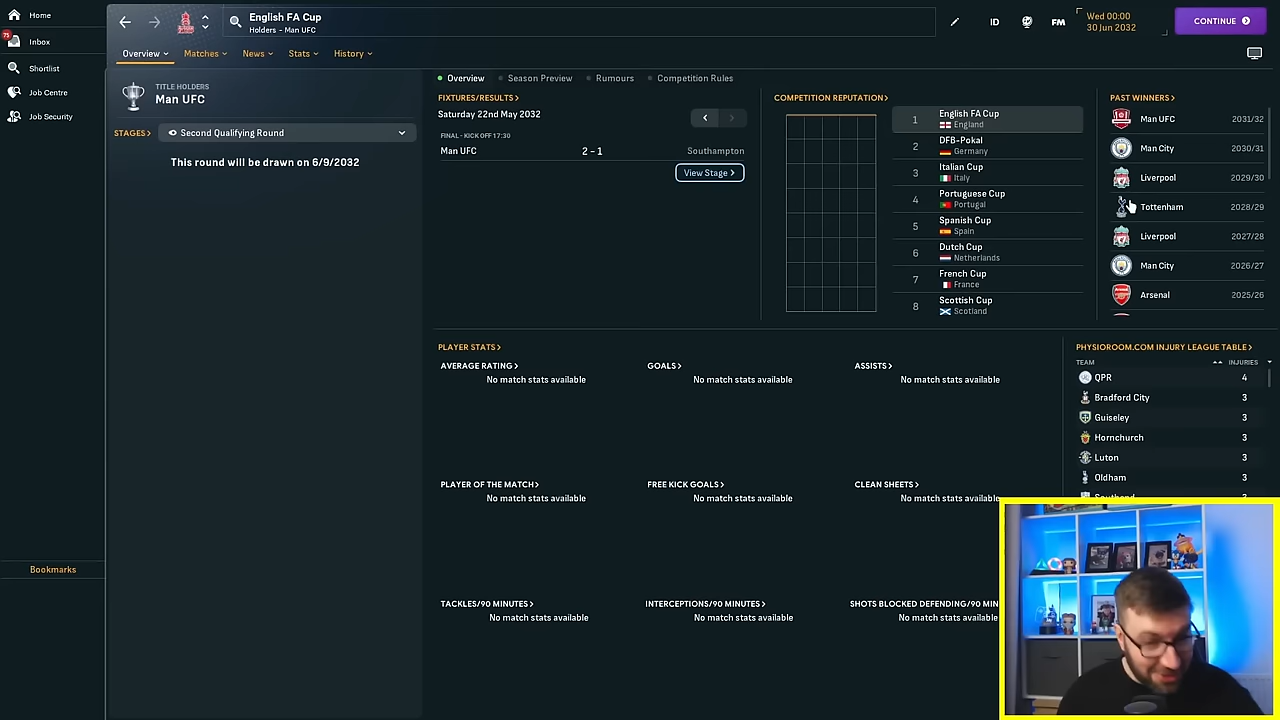 Home
Inbox
75
Shortlist
Job Centre
Job Security
Bookmarks
English FA Cup
Holders - Man UFC
ID
FM
Wed 00:00
30 Jun 2032
CONTINUE
Overview
Matches
News
Stats
History
TITLE HOLDERS
Man UFC
STAGES
Second Qualifying Round
This round will be drawn on 6/9/2032
Overview
Season Preview
Rumours
Competition Rules
FIXTURES/RESULTS
Saturday 22nd May 2032
FINAL - KICK OFF 17:30
Man UFC 2 - 1 Southampton
View Stage
COMPETITION REPUTATION
1 English FA Cup
England
2 DFB-Pokal
Germany
3 Italian Cup
Italy
4 Portuguese Cup
Portugal
5 Spanish Cup
Spain
6 Dutch Cup
Netherlands
7 French Cup
France
8 Scottish Cup
Scotland
PAST WINNERS
Man UFC 2031/32
Man City 2030/31
Liverpool 2029/30
Tottenham 2028/29
Liverpool 2027/28
Man City 2026/27
Arsenal 2025/26
PLAYER STATS
AVERAGE RATING
No match stats available
GOALS
No match stats available
ASSISTS
No match stats available
PLAYER OF THE MATCH
No match stats available
FREE KICK GOALS
No match stats available
CLEAN SHEETS
No match stats available
TACKLES/90 MINUTES
No match stats available
INTERCEPTIONS/90 MINUTES
No match stats available
SHOTS BLOCKED DEFENDING/90 MIN
No match stats available
PHYSIOROOM.COM INJURY LEAGUE TABLE
TEAM INJURIES
QPR 4
Bradford City 3
Guiseley 3
Hornchurch 3
Luton 3
Oldham 3